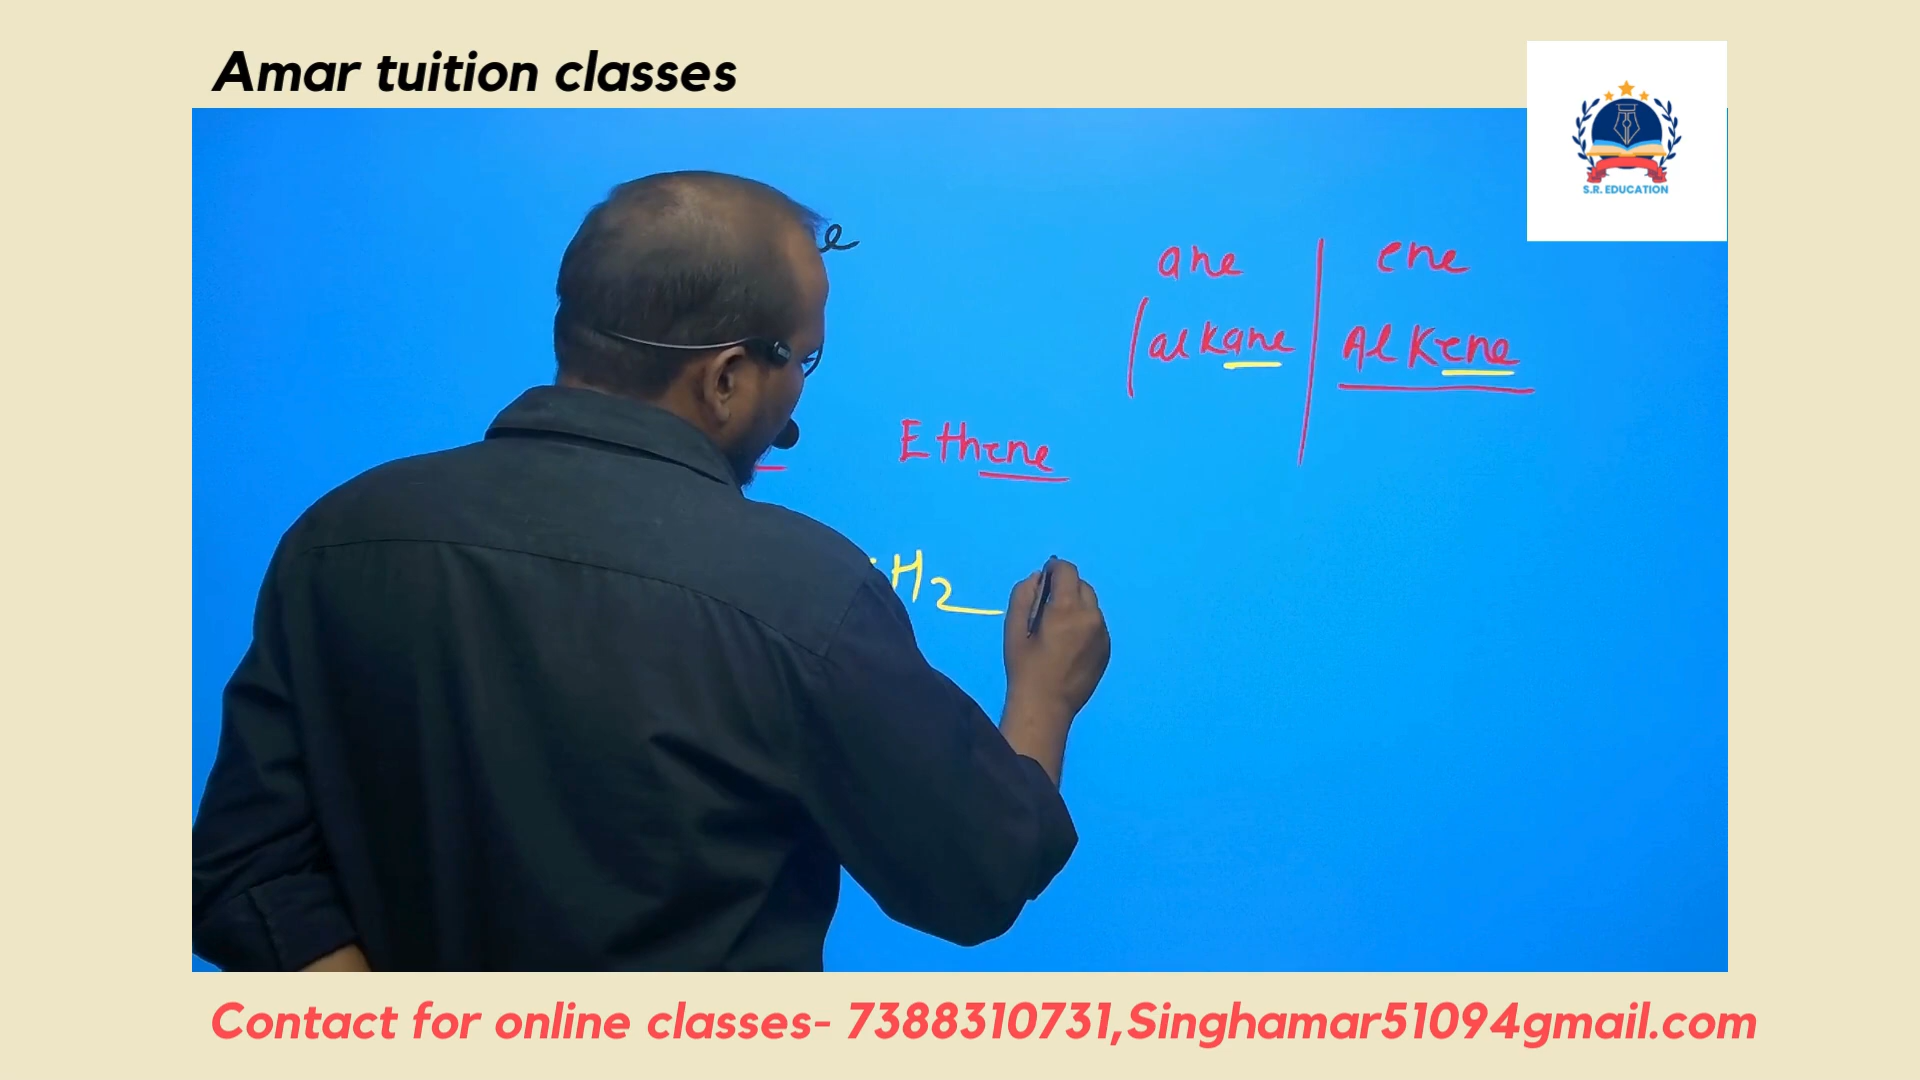 Amar tuition classes
S.R. EDUCATION
e
ane
ene
alkane
Alkene
Ethene
H2
Contact for online classes- 7388310731,Singhamar51094gmail.com